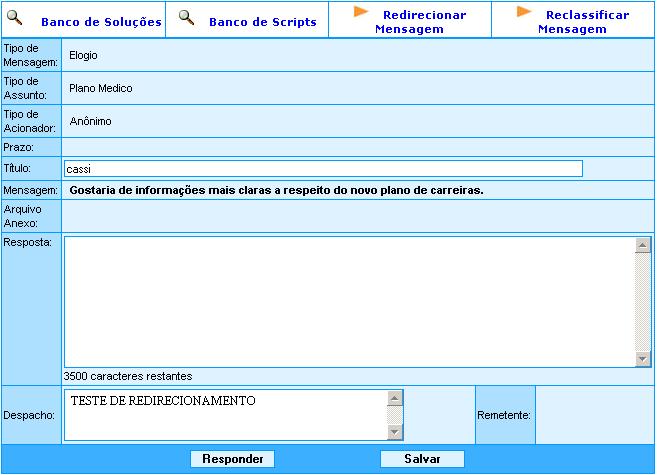 Banco de Soluções
Banco de Scripts
Redirecionar
Mensagem
Reclassificar
Mensagem
Tipo de
Mensagem:
Elogio
Tipo de
Assunto:
Plano Medico
Tipo de
Acionador:
Anônimo
Prazo:
Título:
cassi
Mensagem:
Gostaria de informações mais claras a respeito do novo plano de carreiras.
Arquivo
Anexo:
Resposta:
3500 caracteres restantes
Despacho:
TESTE DE REDIRECIONAMENTO
Remetente:
Responder
Salvar